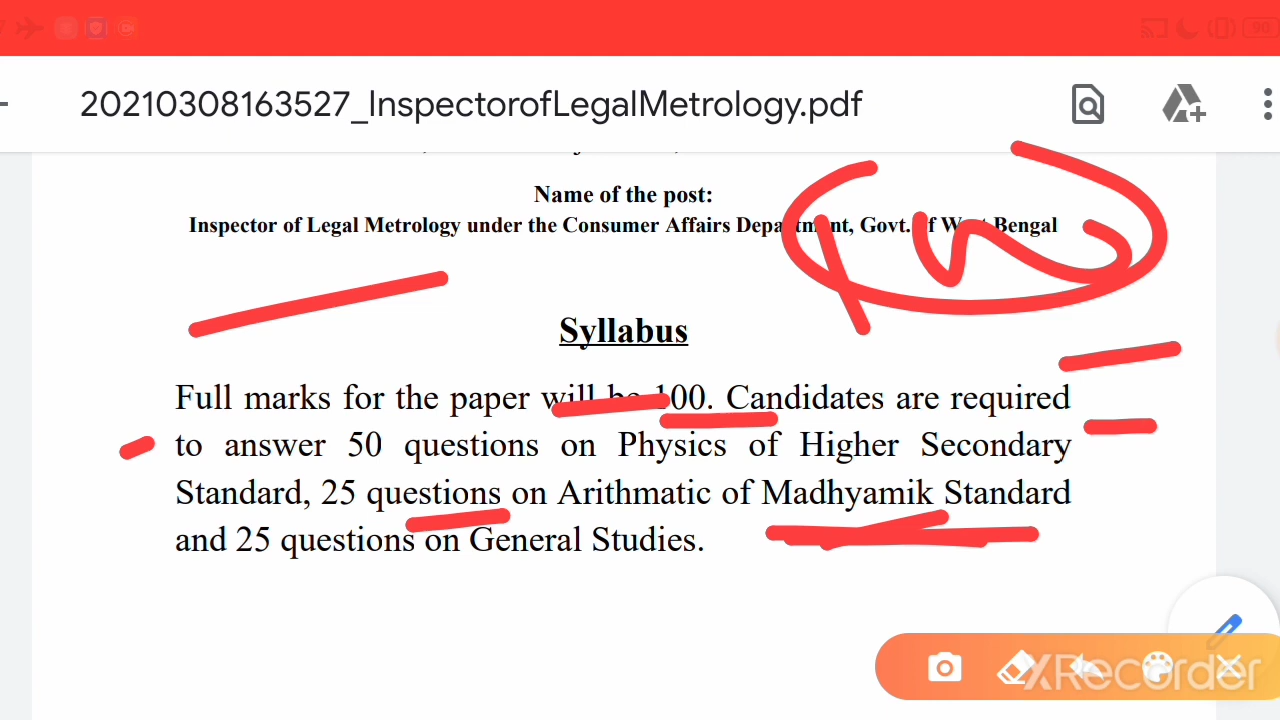 90
20210308163527_InspectorofLegalMetrology.pdf
Name of the post:
Inspector of Legal Metrology under the Consumer Affairs Department, Govt. of West Bengal
Syllabus
Full marks for the paper will be 100. Candidates are required
to answer 50 questions on Physics of Higher Secondary
Standard, 25 questions on Arithmatic of Madhyamik Standard
and 25 questions on General Studies.
XRecorder